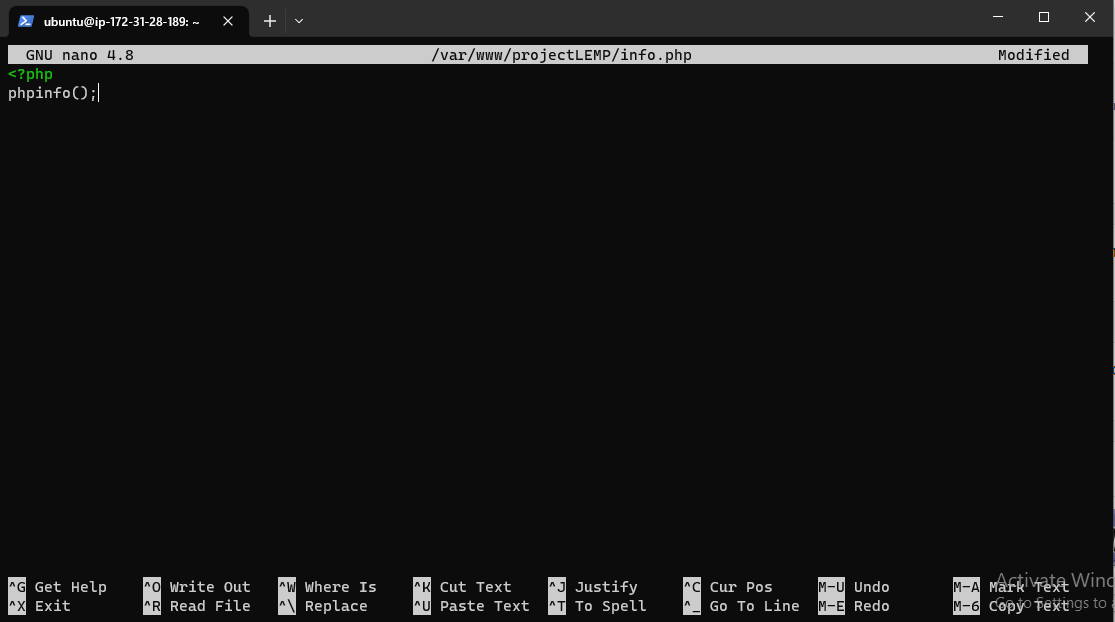 ubuntu@ip-172-31-28-189: ~
GNU nano 4.8 /var/www/projectLEMP/info.php Modified
<?php
phpinfo();
^G Get Help ^O Write Out ^W Where Is ^K Cut Text ^J Justify ^C Cur Pos M-U Undo M-A Mark Text
^X Exit ^R Read File ^\ Replace ^U Paste Text ^T To Spell ^_ Go To Line M-E Redo M-6 Copy Text
Activate Wind
Go to Settings to a